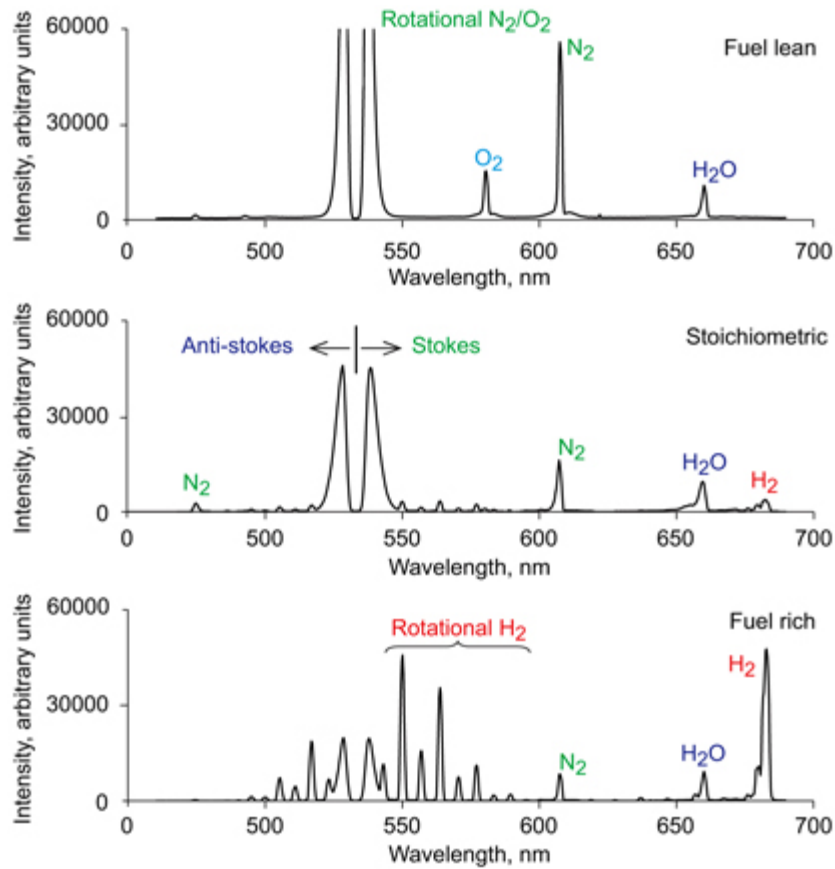 Rotational N₂/O₂
60000
N₂
Fuel lean
Intensity, arbitrary units
30000
O₂
H₂O
0
0 500 550 600 650 700
Wavelength, nm
60000
Stoichiometric
Anti-stokes
Stokes
Intensity, arbitrary units
30000
N₂
N₂
H₂O
H₂
0
0 500 550 600 650 700
Wavelength, nm
60000
Rotational H₂
Fuel rich
H₂
Intensity, arbitrary units
30000
N₂
H₂O
0
0 500 550 600 650 700
Wavelength, nm